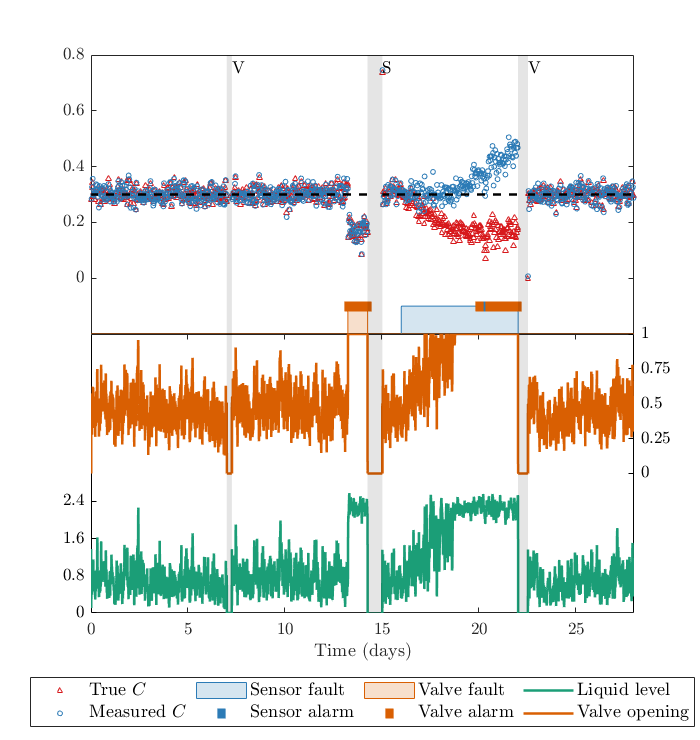 0.8
V
S
V
0.6
0.4
0.2
0
1
0.75
0.5
0.25
0
2.4
1.6
0.8
0
0 5 10 15 20 25
Time (days)
True C Sensor fault Valve fault Liquid level
Measured C Sensor alarm Valve alarm Valve opening